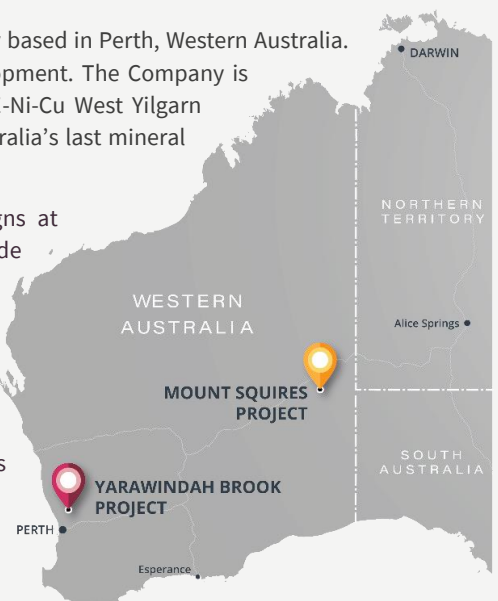 based in Perth, Western Australia.
opment. The Company is
-Ni-Cu West Yilgarn
ralia's last mineral
gns at
de
s
DARWIN
NORTHERN
TERRITORY
WESTERN
AUSTRALIA
Alice Springs
MOUNT SQUIRES
PROJECT
SOUTH
AUSTRALIA
YARAWINDAH BROOK
PROJECT
PERTH
Esperance